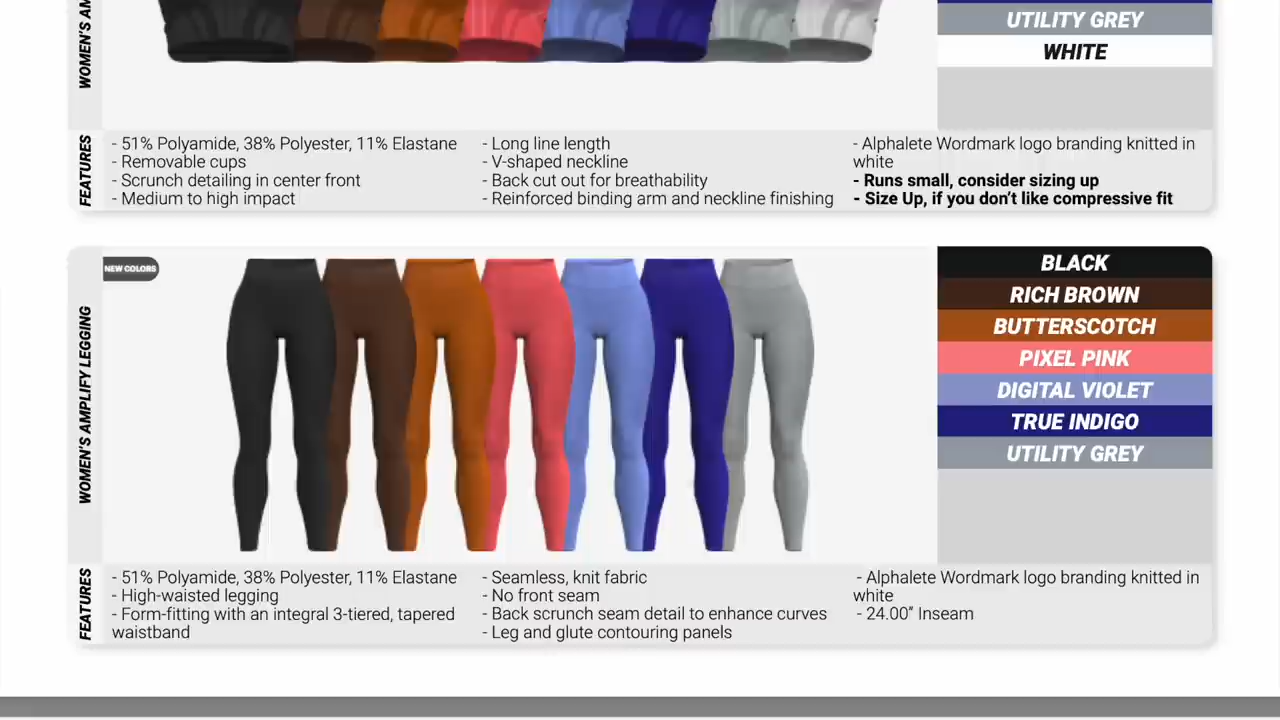 WOMEN'S AM
UTILITY GREY
WHITE
FEATURES
- 51% Polyamide, 38% Polyester, 11% Elastane
- Removable cups
- Scrunch detailing in center front
- Medium to high impact
- Long line length
- V-shaped neckline
- Back cut out for breathability
- Reinforced binding arm and neckline finishing
- Alphalete Wordmark logo branding knitted in
white
- Runs small, consider sizing up
- Size Up, if you don’t like compressive fit
NEW COLORS
WOMEN'S AMPLIFY LEGGING
BLACK
RICH BROWN
BUTTERSCOTCH
PIXEL PINK
DIGITAL VIOLET
TRUE INDIGO
UTILITY GREY
FEATURES
- 51% Polyamide, 38% Polyester, 11% Elastane
- High-waisted legging
- Form-fitting with an integral 3-tiered, tapered
waistband
- Seamless, knit fabric
- No front seam
- Back scrunch seam detail to enhance curves
- Leg and glute contouring panels
- Alphalete Wordmark logo branding knitted in
white
- 24.00” Inseam